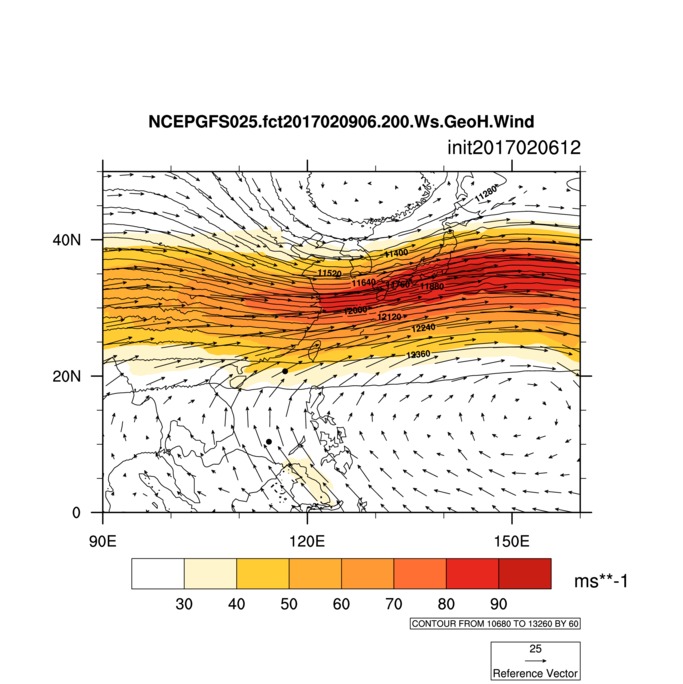 NCEPGFS025.fct2017020906.200.Ws.GeoH.Wind
init2017020612
11280
40N
11400
11520
11640
11760
11880
12000
12120
12240
12360
20N
0
90E
120E
150E
ms**-1
30
40
50
60
70
80
90
CONTOUR FROM 10680 TO 13260 BY 60
25
Reference Vector